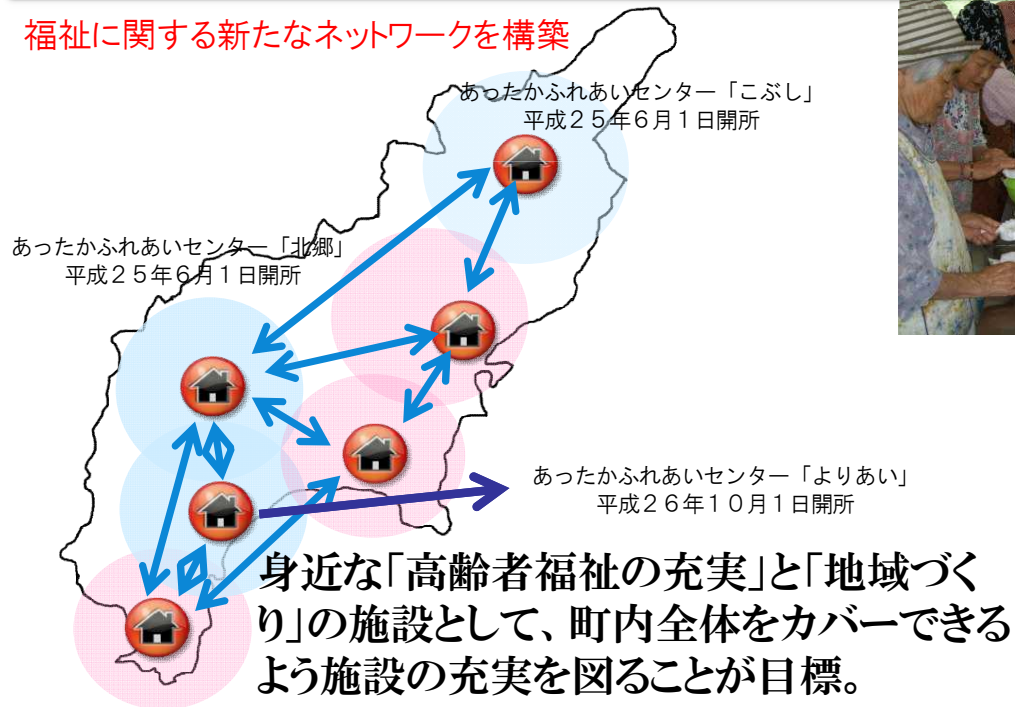 福祉に関する新たなネットワークを構築
あったかふれあいセンター「こぶし」
平成２５年６月１日開所
あったかふれあいセンター「北郷」
平成２５年６月１日開所
あったかふれあいセンター「よりあい」
平成２６年１０月１日開所
身近な「高齢者福祉の充実」と「地域づく
り」の施設として、町内全体をカバーできる
よう施設の充実を図ることが目標。